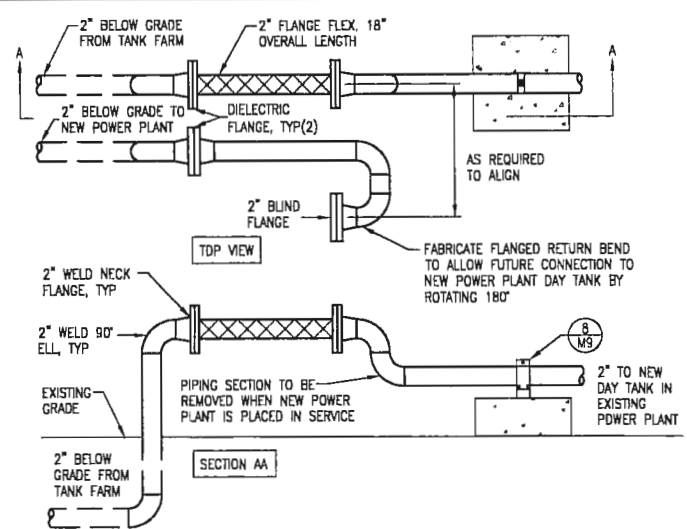 2" BELOW GRADE
FROM TANK FARM
2" FLANGE FLEX, 18"
OVERALL LENGTH
A
A
2" BELOW GRADE TO
NEW POWER PLANT
DIELECTRIC
FLANGE, TYP(2)
AS REQUIRED
TO ALIGN
2" BLIND
FLANGE
TOP VIEW
FABRICATE FLANGED RETURN BEND
TO ALLOW FUTURE CONNECTION TO
NEW POWER PLANT DAY TANK BY
ROTATING 180°
2" WELD NECK
FLANGE, TYP
2" WELD 90°
ELL, TYP
8
M9
EXISTING
GRADE
PIPING SECTION TO BE
REMOVED WHEN NEW POWER
PLANT IS PLACED IN SERVICE
2" TO NEW
DAY TANK IN
EXISTING
POWER PLANT
2" BELOW
GRADE FROM
TANK FARM
SECTION AA